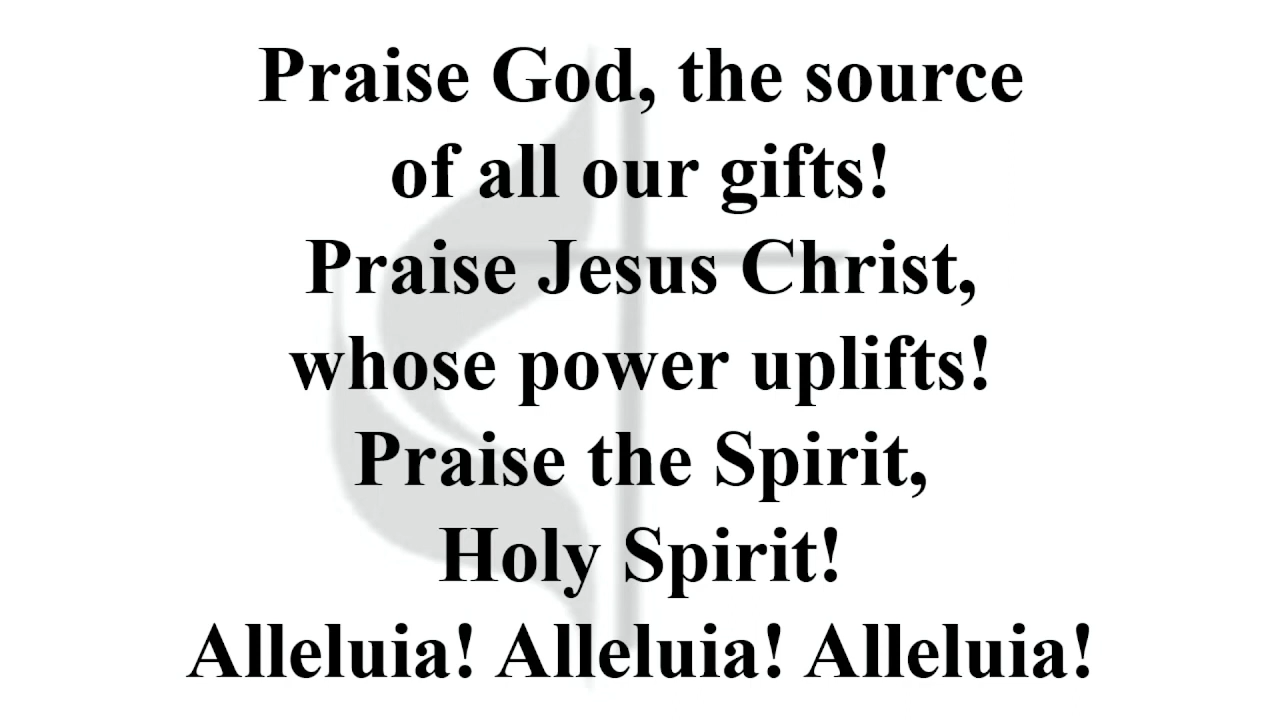 Praise God, the source
of all our gifts!
Praise Jesus Christ,
whose power uplifts!
Praise the Spirit,
Holy Spirit!
Alleluia! Alleluia! Alleluia!